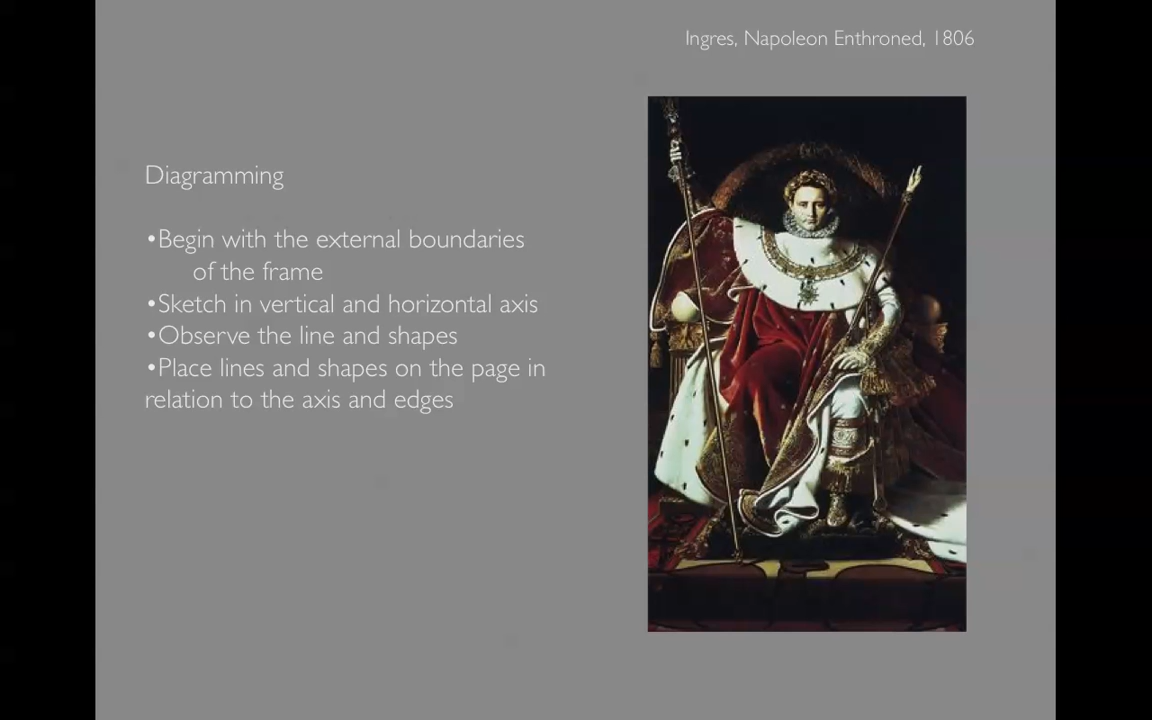 Ingres, Napoleon Enthroned, 1806
Diagramming
•Begin with the external boundaries
of the frame
•Sketch in vertical and horizontal axis
•Observe the line and shapes
•Place lines and shapes on the page in
relation to the axis and edges